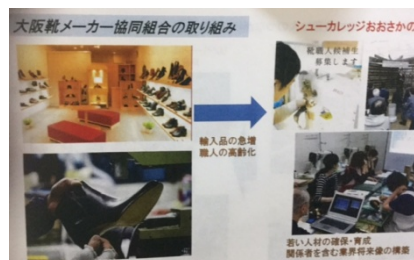 大阪靴メーカー協同組合の取り組み
シューカレッジおおさかの
靴職人候補生
募集します
輸入品の急増
職人の高齢化
若い人材の確保・育成
関係者を含む業界将来像の構築